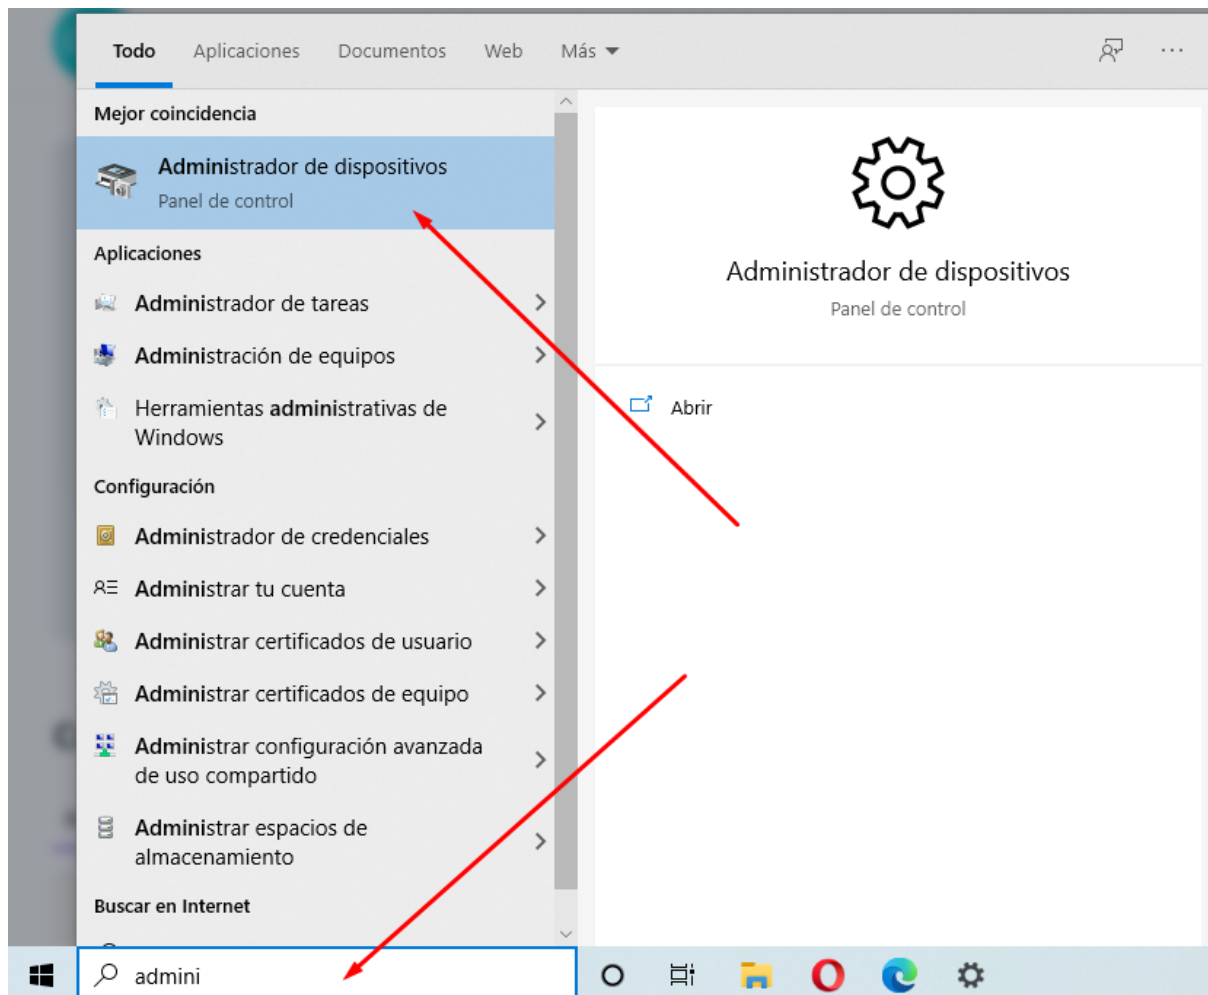 Todo Aplicaciones Documentos Web Más
Mejor coincidencia
Administrador de dispositivos
Panel de control
Aplicaciones
Administrador de tareas
Administración de equipos
Herramientas administrativas de
Windows
Configuración
Administrador de credenciales
Administrar tu cuenta
Administrar certificados de usuario
Administrar certificados de equipo
Administrar configuración avanzada
de uso compartido
Administrar espacios de
almacenamiento
Buscar en Internet
admini
Administrador de dispositivos
Panel de control
Abrir